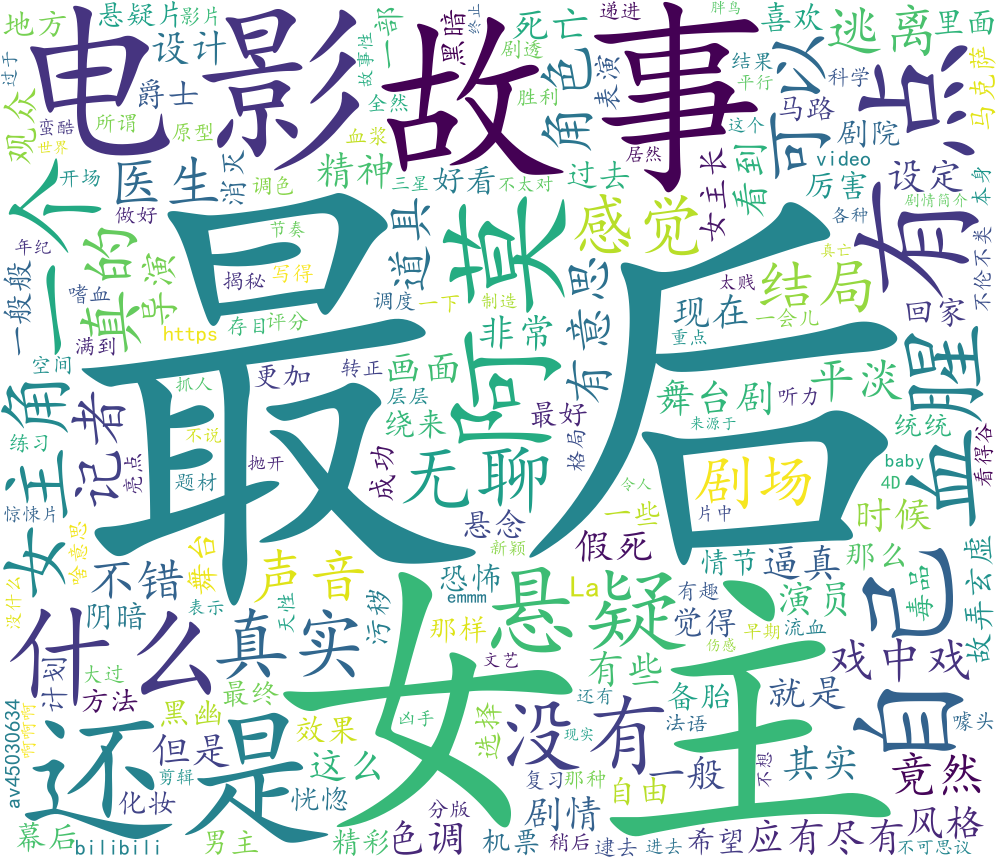 地方
悬疑片
影片
设计
过于
观众
蛮酷
世界
所谓
爵士
原型
开场
一个
医生
消灭
调色
做好
年纪
电影
故事
故事性
一部
全然
黑暗
剧透
终止
死亡
胖鸟
递进
角色
表演
胜利
居然
血浆
精神
三星
好看
不太对
过去
喜欢
结果
平行
这个
可以
马路
女主长
看到
逃离
里面
科学
剧院
video
厉害
有点
马克萨
设定
本身
剧情简介
各种
不伦不类
一般般
真的
导演
嗜血
满到
空间
揭秘
节奏
写得
存目
评分
https
道具
调度
一下
阿莫
制造
非常
感觉
有意思
太贱
真亡
现在
结局
一会儿
重点
回家
血腥
女主角
记者
练习
亮点
惊悚片
抓人
不说
题材
抛开
最后
更加
转正
画面
层层
绕来
成功
无聊
最好
格局
舞台剧
平淡
来源于
听力
统统
剧场
片中
令人
baby
4D
看得谷
时候
没什么
啥意思
不错
舞台
声音
阴暗
表示
天性
悬念
恐怖
emmm
新颖
假死
一些
情节
逼真
那么
毒品
故弄玄虚
自己
什么
真实
污秽
那样
悬疑
La
有趣
觉得
早期
流血
伤感
演员
计划
大过
方法
最终
文艺
有些
备胎
就是
戏中戏
噱头
av45030634
啊啊啊
还是
黑幽
但是
剪辑
化妆
效果
这么
恍惚
凶手
女主
选择
还有
没有
现实
法语
一般
不想
其实
竟然
幕后
bilibili
男主
精彩
色调
分版
机票
复习
那种
剧情
稍后
自由
逮去
进去
希望
应有尽有
风格
不可思议